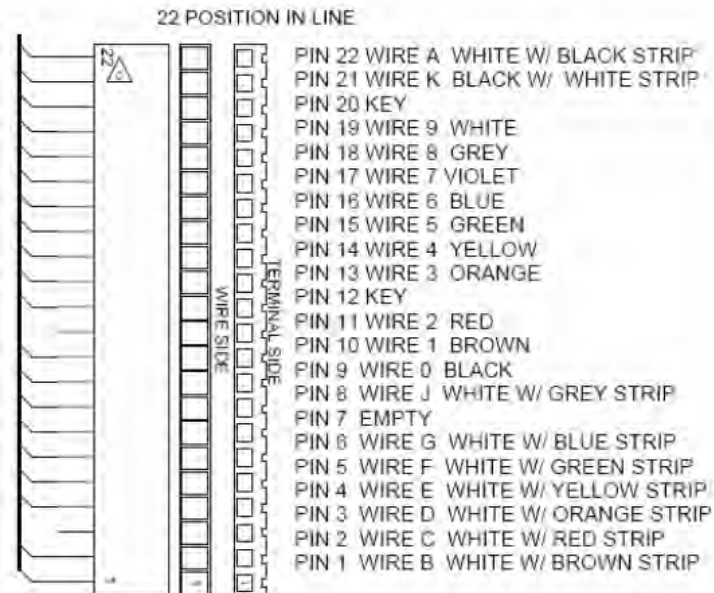 22 POSITION IN LINE
22
C
PIN 22 WIRE A WHITE W/ BLACK STRIP
PIN 21 WIRE K BLACK W/ WHITE STRIP
PIN 20 KEY
PIN 19 WIRE 9 WHITE
PIN 18 WIRE 8 GREY
PIN 17 WIRE 7 VIOLET
PIN 16 WIRE 6 BLUE
PIN 15 WIRE 5 GREEN
PIN 14 WIRE 4 YELLOW
PIN 13 WIRE 3 ORANGE
PIN 12 KEY
PIN 11 WIRE 2 RED
PIN 10 WIRE 1 BROWN
PIN 9 WIRE 0 BLACK
PIN 8 WIRE J WHITE W/ GREY STRIP
PIN 7 EMPTY
PIN 6 WIRE G WHITE W/ BLUE STRIP
PIN 5 WIRE F WHITE W/ GREEN STRIP
PIN 4 WIRE E WHITE W/ YELLOW STRIP
PIN 3 WIRE D WHITE W/ ORANGE STRIP
PIN 2 WIRE C WHITE W/ RED STRIP
PIN 1 WIRE B WHITE W/ BROWN STRIP
WIRE SIDE
TERMINAL SIDE
1
1
1